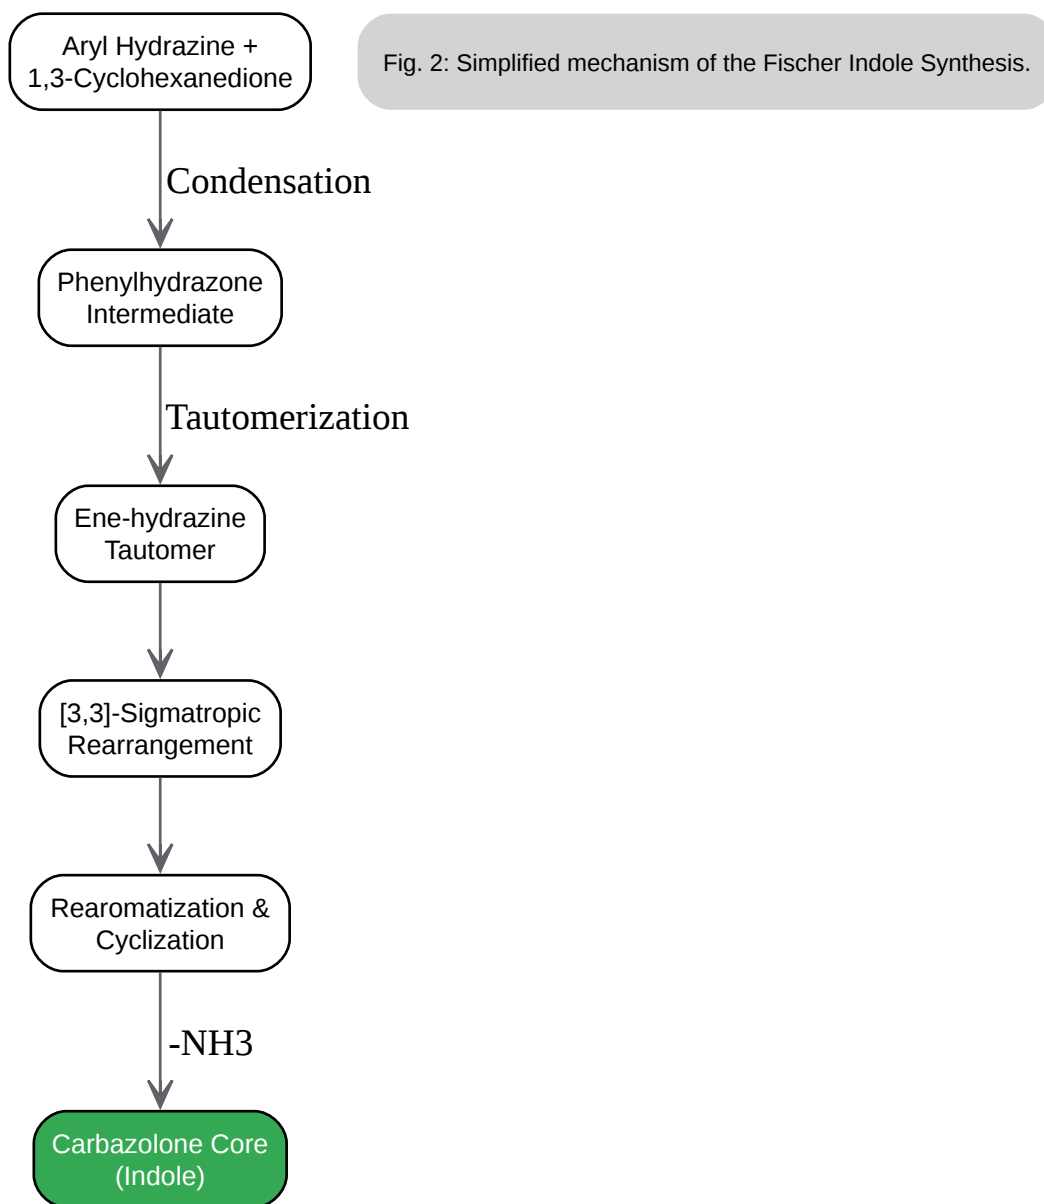 Aryl Hydrazine +
1,3-Cyclohexanedione
Fig. 2: Simplified mechanism of the Fischer Indole Synthesis.
Condensation
Phenylhydrazone
Intermediate
Tautomerization
Ene-hydrazine
Tautomer
[3,3]-Sigmatropic
Rearrangement
Rearomatization &
Cyclization
-NH3
Carbazolone Core
(Indole)